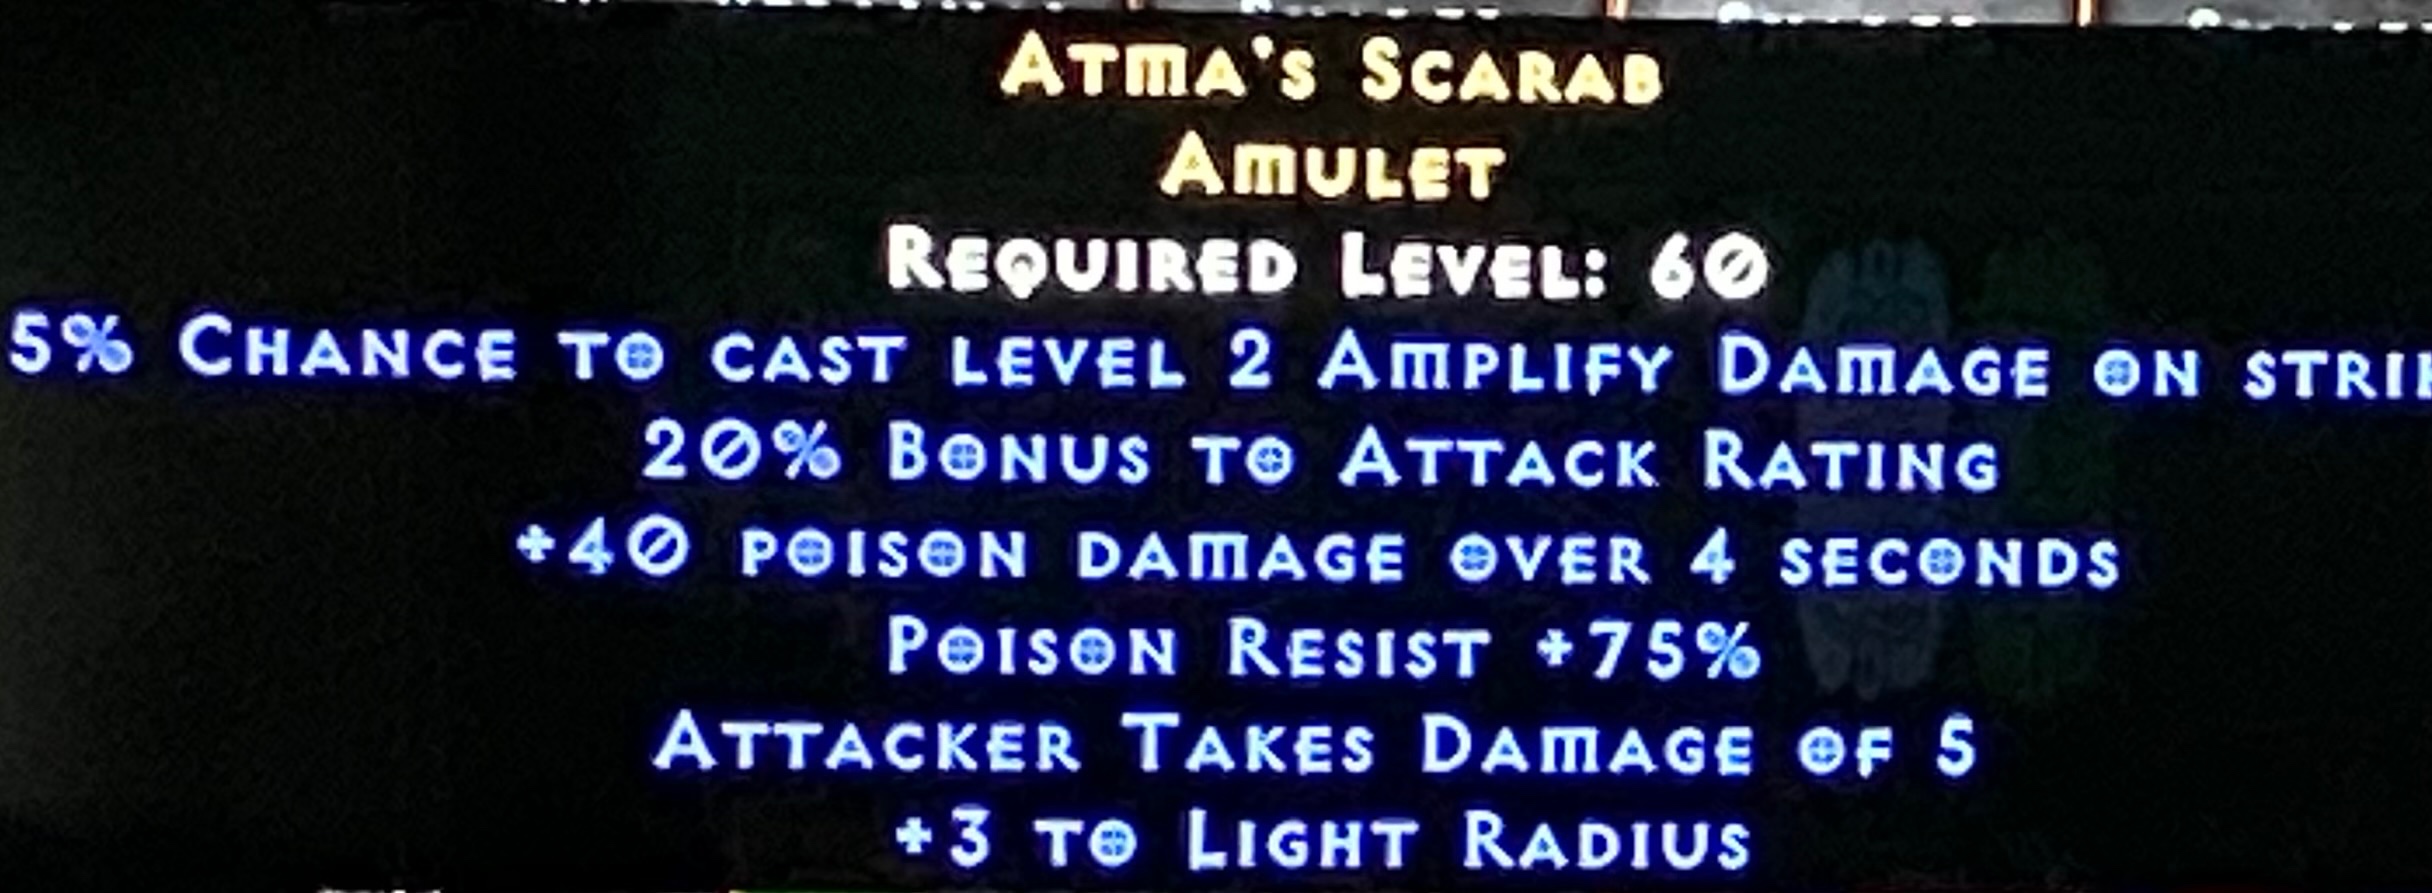 Atma's Scarab
Amulet
Required Level: 60
5% Chance to cast level 2 Amplify Damage on
20% Bonus to Attack Rating
+40 poison damage over 4 seconds
Poison Resist +75%
Attacker Takes Damage of 5
+3 to Light Radius